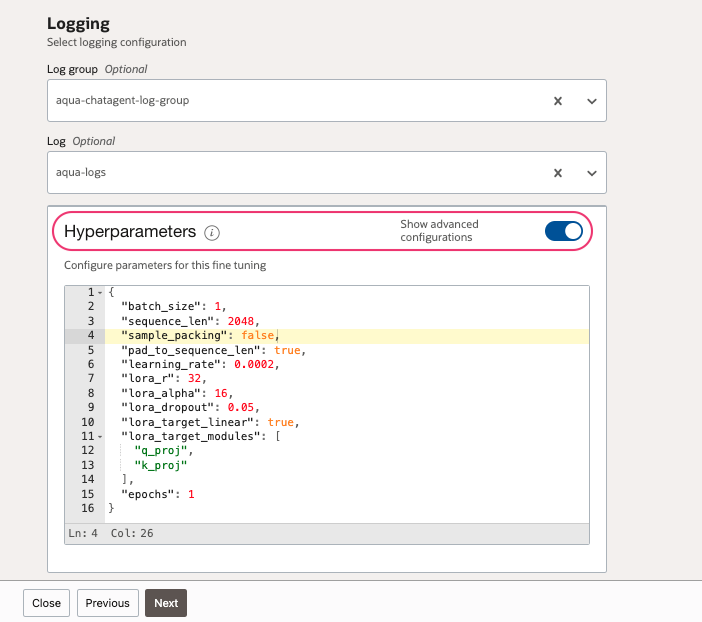 Logging
Select logging configuration
Log group Optional
aqua-chatagent-log-group
Log Optional
aqua-logs
Hyperparameters i
Show advanced
configurations
Configure parameters for this fine tuning
1 {
2 "batch_size": 1,
3 "sequence_len": 2048,
4 "sample_packing": false,
5 "pad_to_sequence_len": true,
6 "learning_rate": 0.0002,
7 "lora_r": 32,
8 "lora_alpha": 16,
9 "lora_dropout": 0.05,
10 "lora_target_linear": true,
11 "lora_target_modules": [
12 "q_proj",
13 "k_proj"
14 ],
15 "epochs": 1
16 }
Ln: 4 Col: 26
Close Previous Next